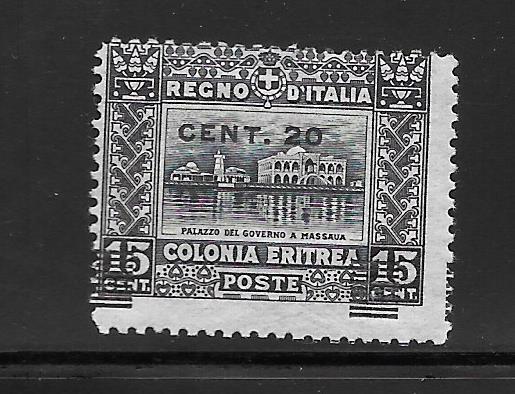 REGNO D'ITALIA
CENT. 20
PALAZZO DEL GOVERNO A MASSAUA
15 COLONIA ERITREA 15
CENT. POSTE CENT.